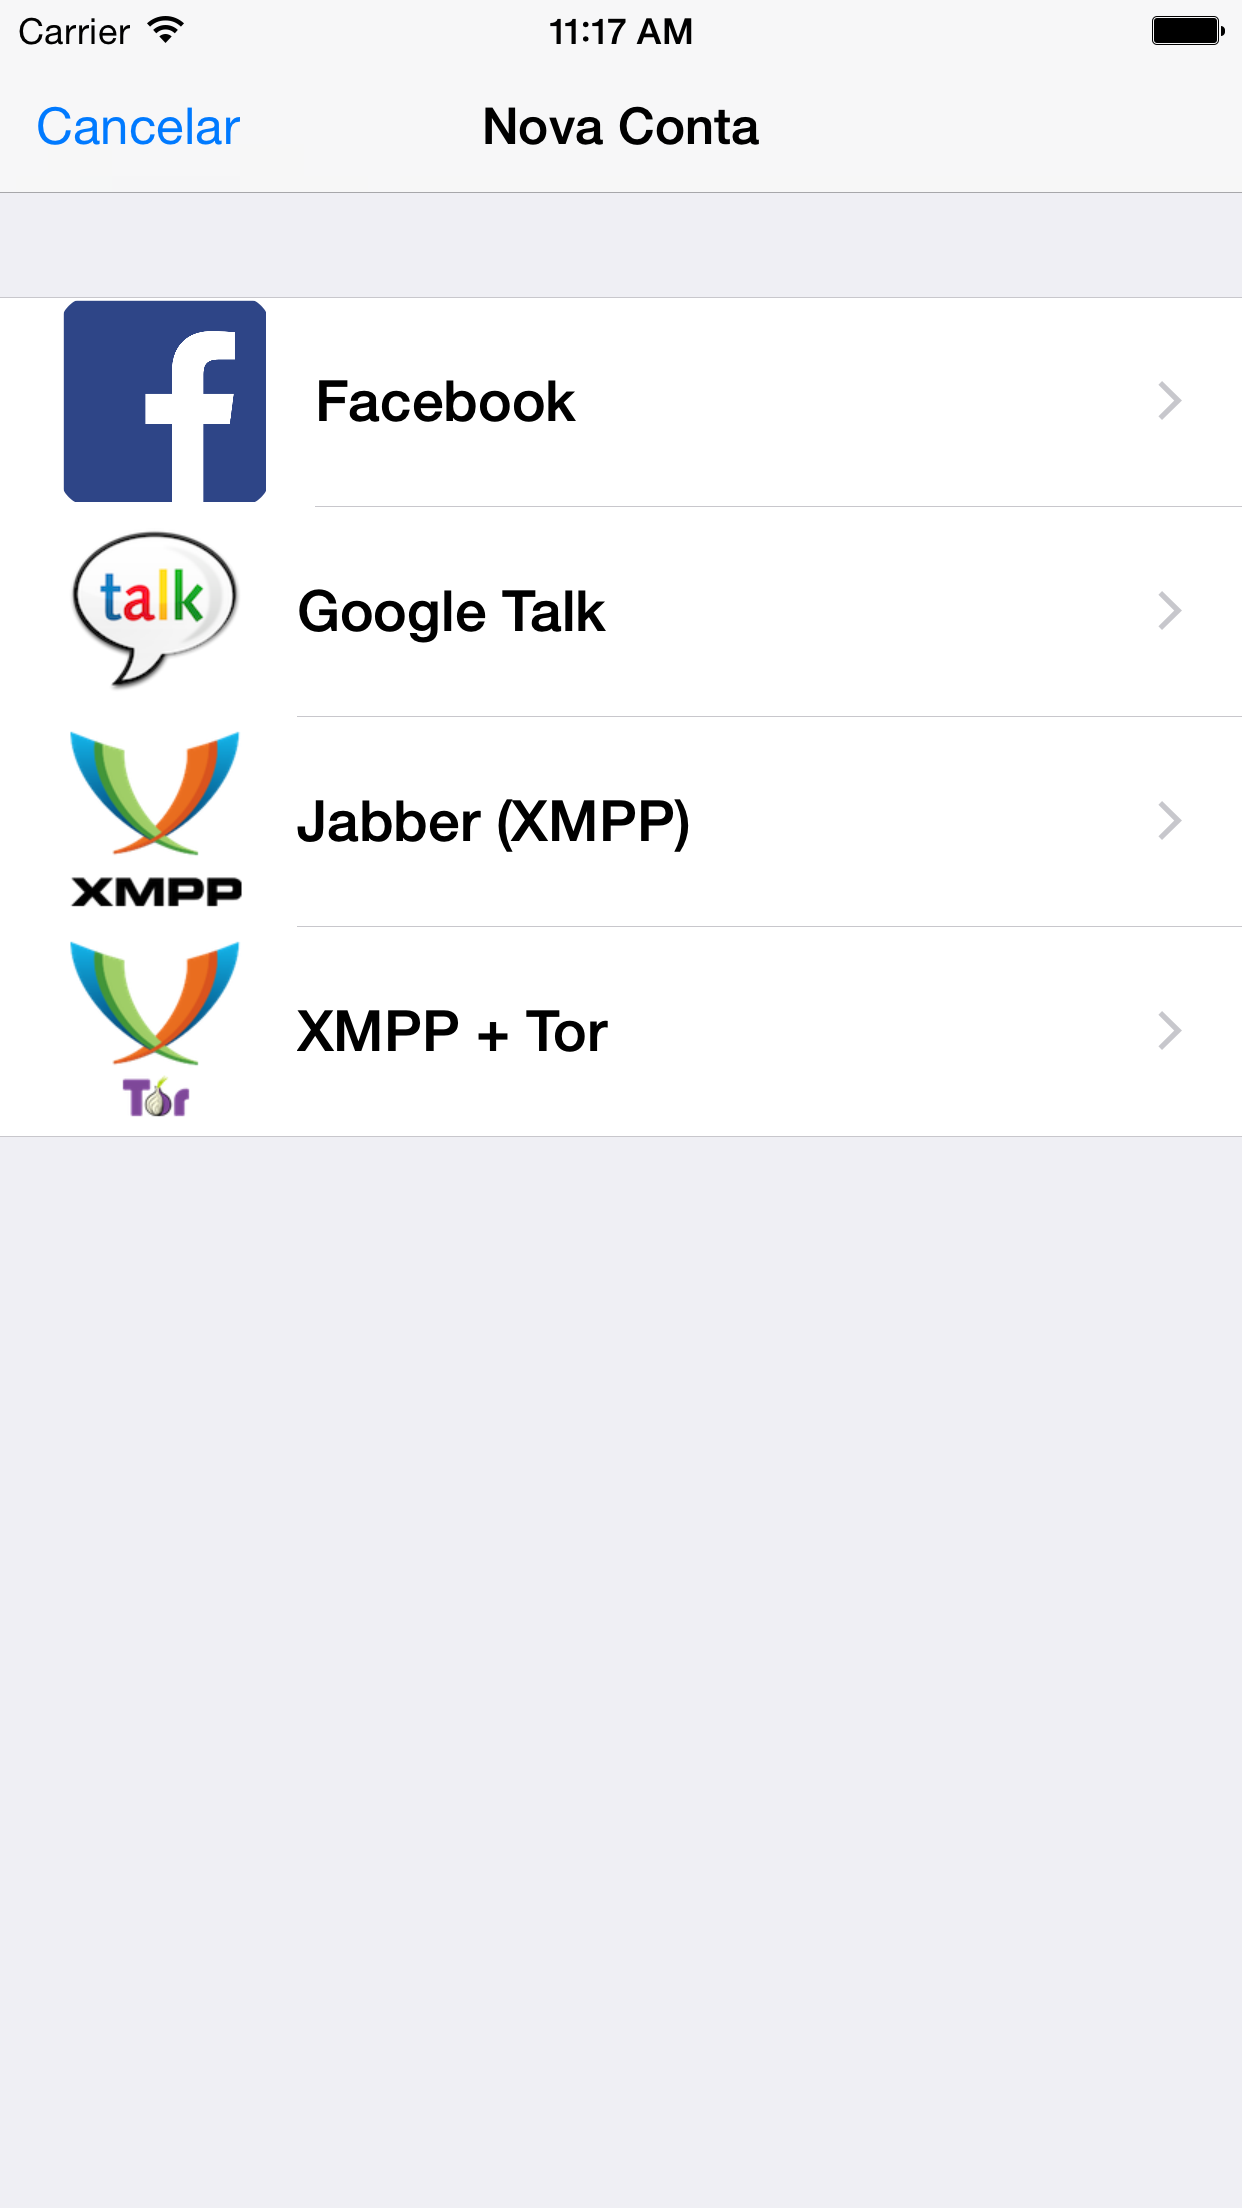 Carrier 11:17 AM
Cancelar Nova Conta
Facebook
talk
Google Talk
Jabber (XMPP)
XMPP
XMPP + Tor
Tor